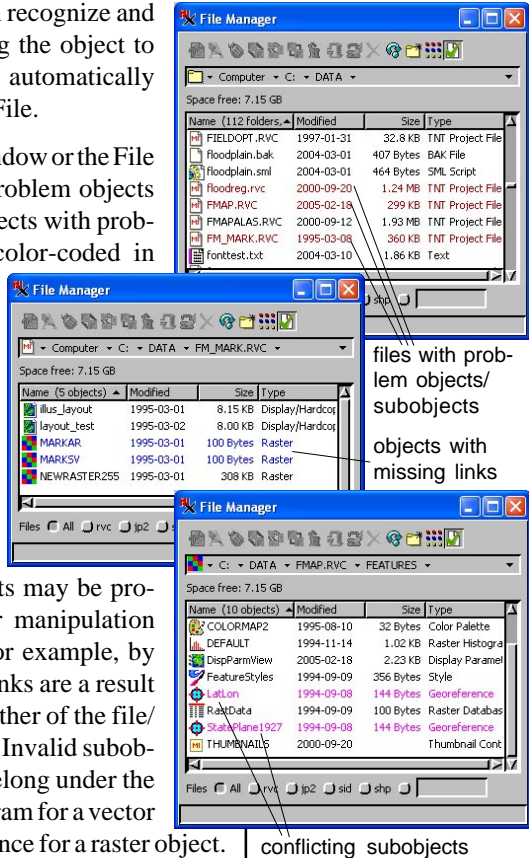 recognize and
g the object to
automatically
File.
ndow or the File
roblem objects
ects with prob-
color-coded in
File Manager
Computer C: DATA
Space free: 7.15 GB
Name (112 folders, Modified Size Type
FIELDOPT.RVC 1997-01-31 32.8 KB TNT Project File
floodplain.bak 2004-03-01 407 Bytes BAK File
floodplain.sml 2004-03-01 464 Bytes SML Script
floodreg.rvc 2000-09-20 1.24 MB TNT Project File
FMAP.RVC 2005-02-18 299 KB TNT Project File
FMAPALAS.RVC 2000-09-12 1.93 MB TNT Project File
FM_MARK.RVC 1995-03-08 360 KB TNT Project File
fonttest.txt 2004-03-10 1.86 KB Text
shp
files with prob-
lem objects/
subobjects
File Manager
Computer C: DATA FM_MARK.RVC
Space free: 7.15 GB
Name (5 objects) Modified Size Type
illus_layout 1995-03-01 8.15 KB Display/Hardcop
layout_test 1995-03-02 8.00 KB Display/Hardcop
MARKAR 1995-03-01 100 Bytes Raster
MARKSV 1995-03-01 100 Bytes Raster
NEWRASTER255 1995-03-01 308 KB Raster
Files All rvc jp2 s
objects with
missing links
File Manager
C: DATA FMAP.RVC FEATURES
Space free: 7.15 GB
Name (10 objects) Modified Size Type
COLORMAP2 1995-08-10 32 Bytes Color Palette
DEFAULT 1994-11-14 1.02 KB Raster Histogra
DispParmView 2005-02-18 2.23 KB Display Paramet
FeatureStyles 1994-09-09 356 Bytes Style
LatLon 1994-09-08 144 Bytes Georeference
RastData 1994-09-09 100 Bytes Raster Databas
StatePlane1927 1994-09-08 144 Bytes Georeference
THUMBNAILS 2000-09-20 Thumbnail Cont
Files All rvc jp2 sid shp
conflicting subobjects
ts may be pro-
r manipulation
or example, by
nks are a result
ther of the file/
Invalid subob-
elong under the
ram for a vector
nce for a raster object.